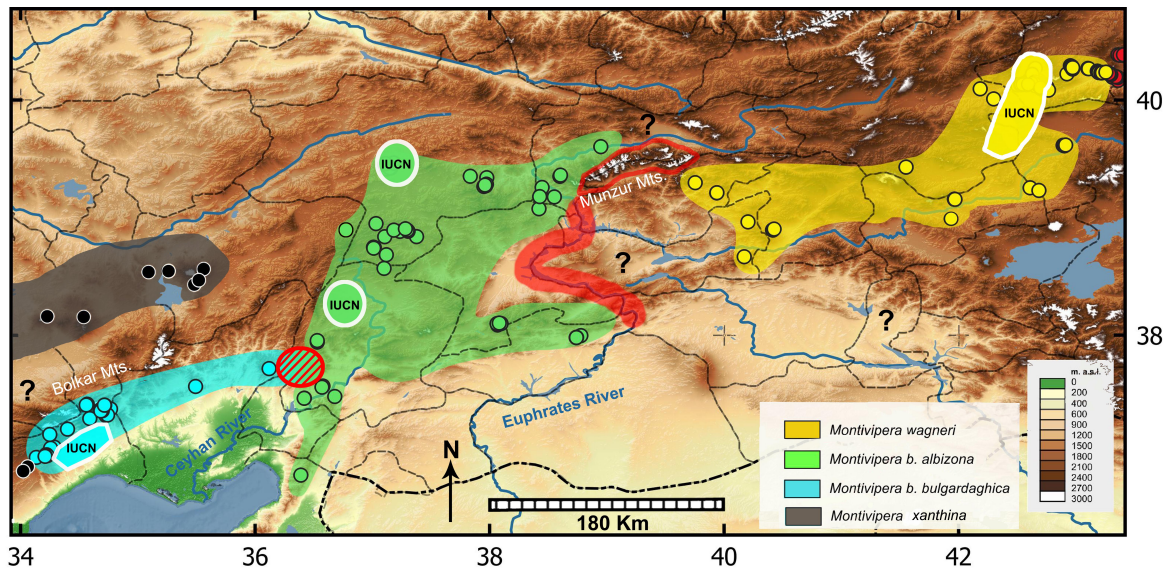 ?
IUCN
40
IUCN
Munzur Mts.
IUCN
?
?
38
Bolkar Mts.
?
Euphrates River
Ceyhan River
IUCN
N
180 Km
Montivipera wagneri
Montivipera b. albizona
Montivipera b. bulgardaghica
Montivipera xanthina
m. a.s.l.
0
200
400
600
900
1200
1500
1800
2100
2400
2700
3000
34
36
38
40
42